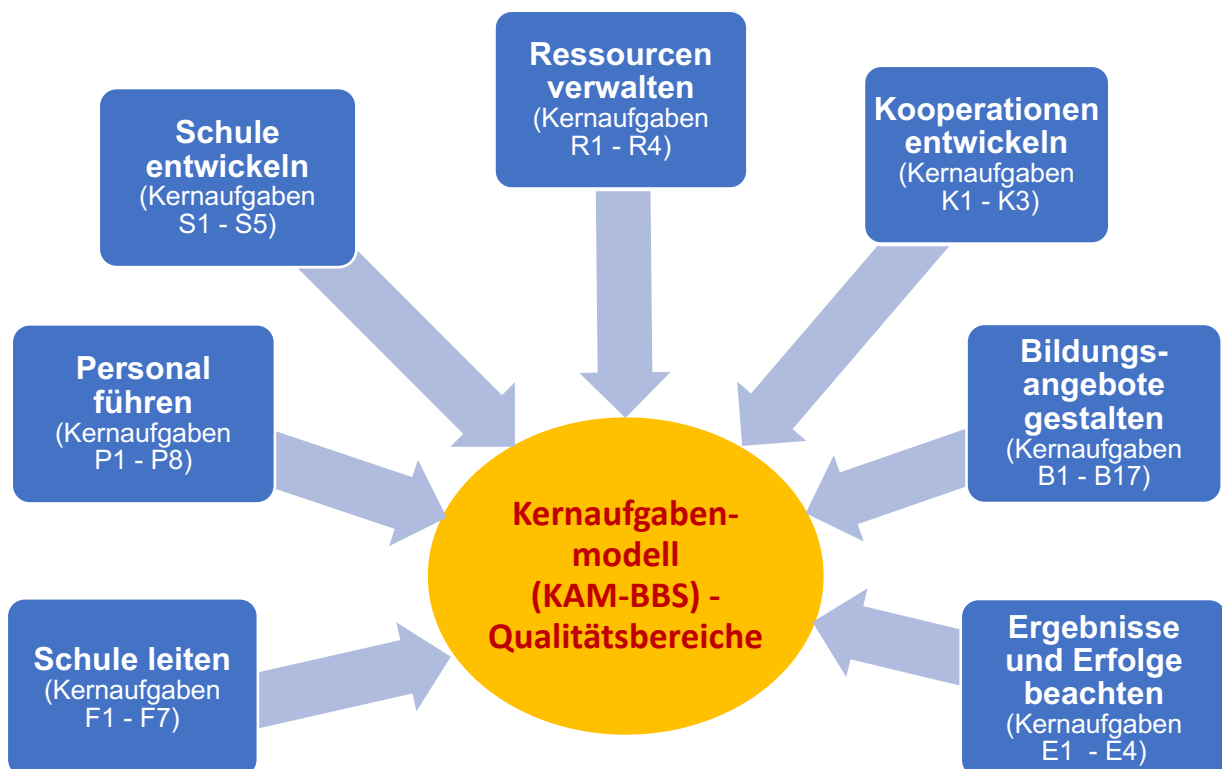 Ressourcen
verwalten
(Kernaufgaben
R1 - R4)
Schule
entwickeln
(Kernaufgaben
S1 - S5)
Kooperationen
entwickeln
(Kernaufgaben
K1 - K3)
Personal
führen
(Kernaufgaben
P1 - P8)
Bildungs-
angebote
gestalten
(Kernaufgaben
B1 - B17)
Kernaufgaben-
modell
(KAM-BBS) -
Qualitätsbereiche
Schule leiten
(Kernaufgaben
F1 - F7)
Ergebnisse
und Erfolge
beachten
(Kernaufgaben
E1 - E4)